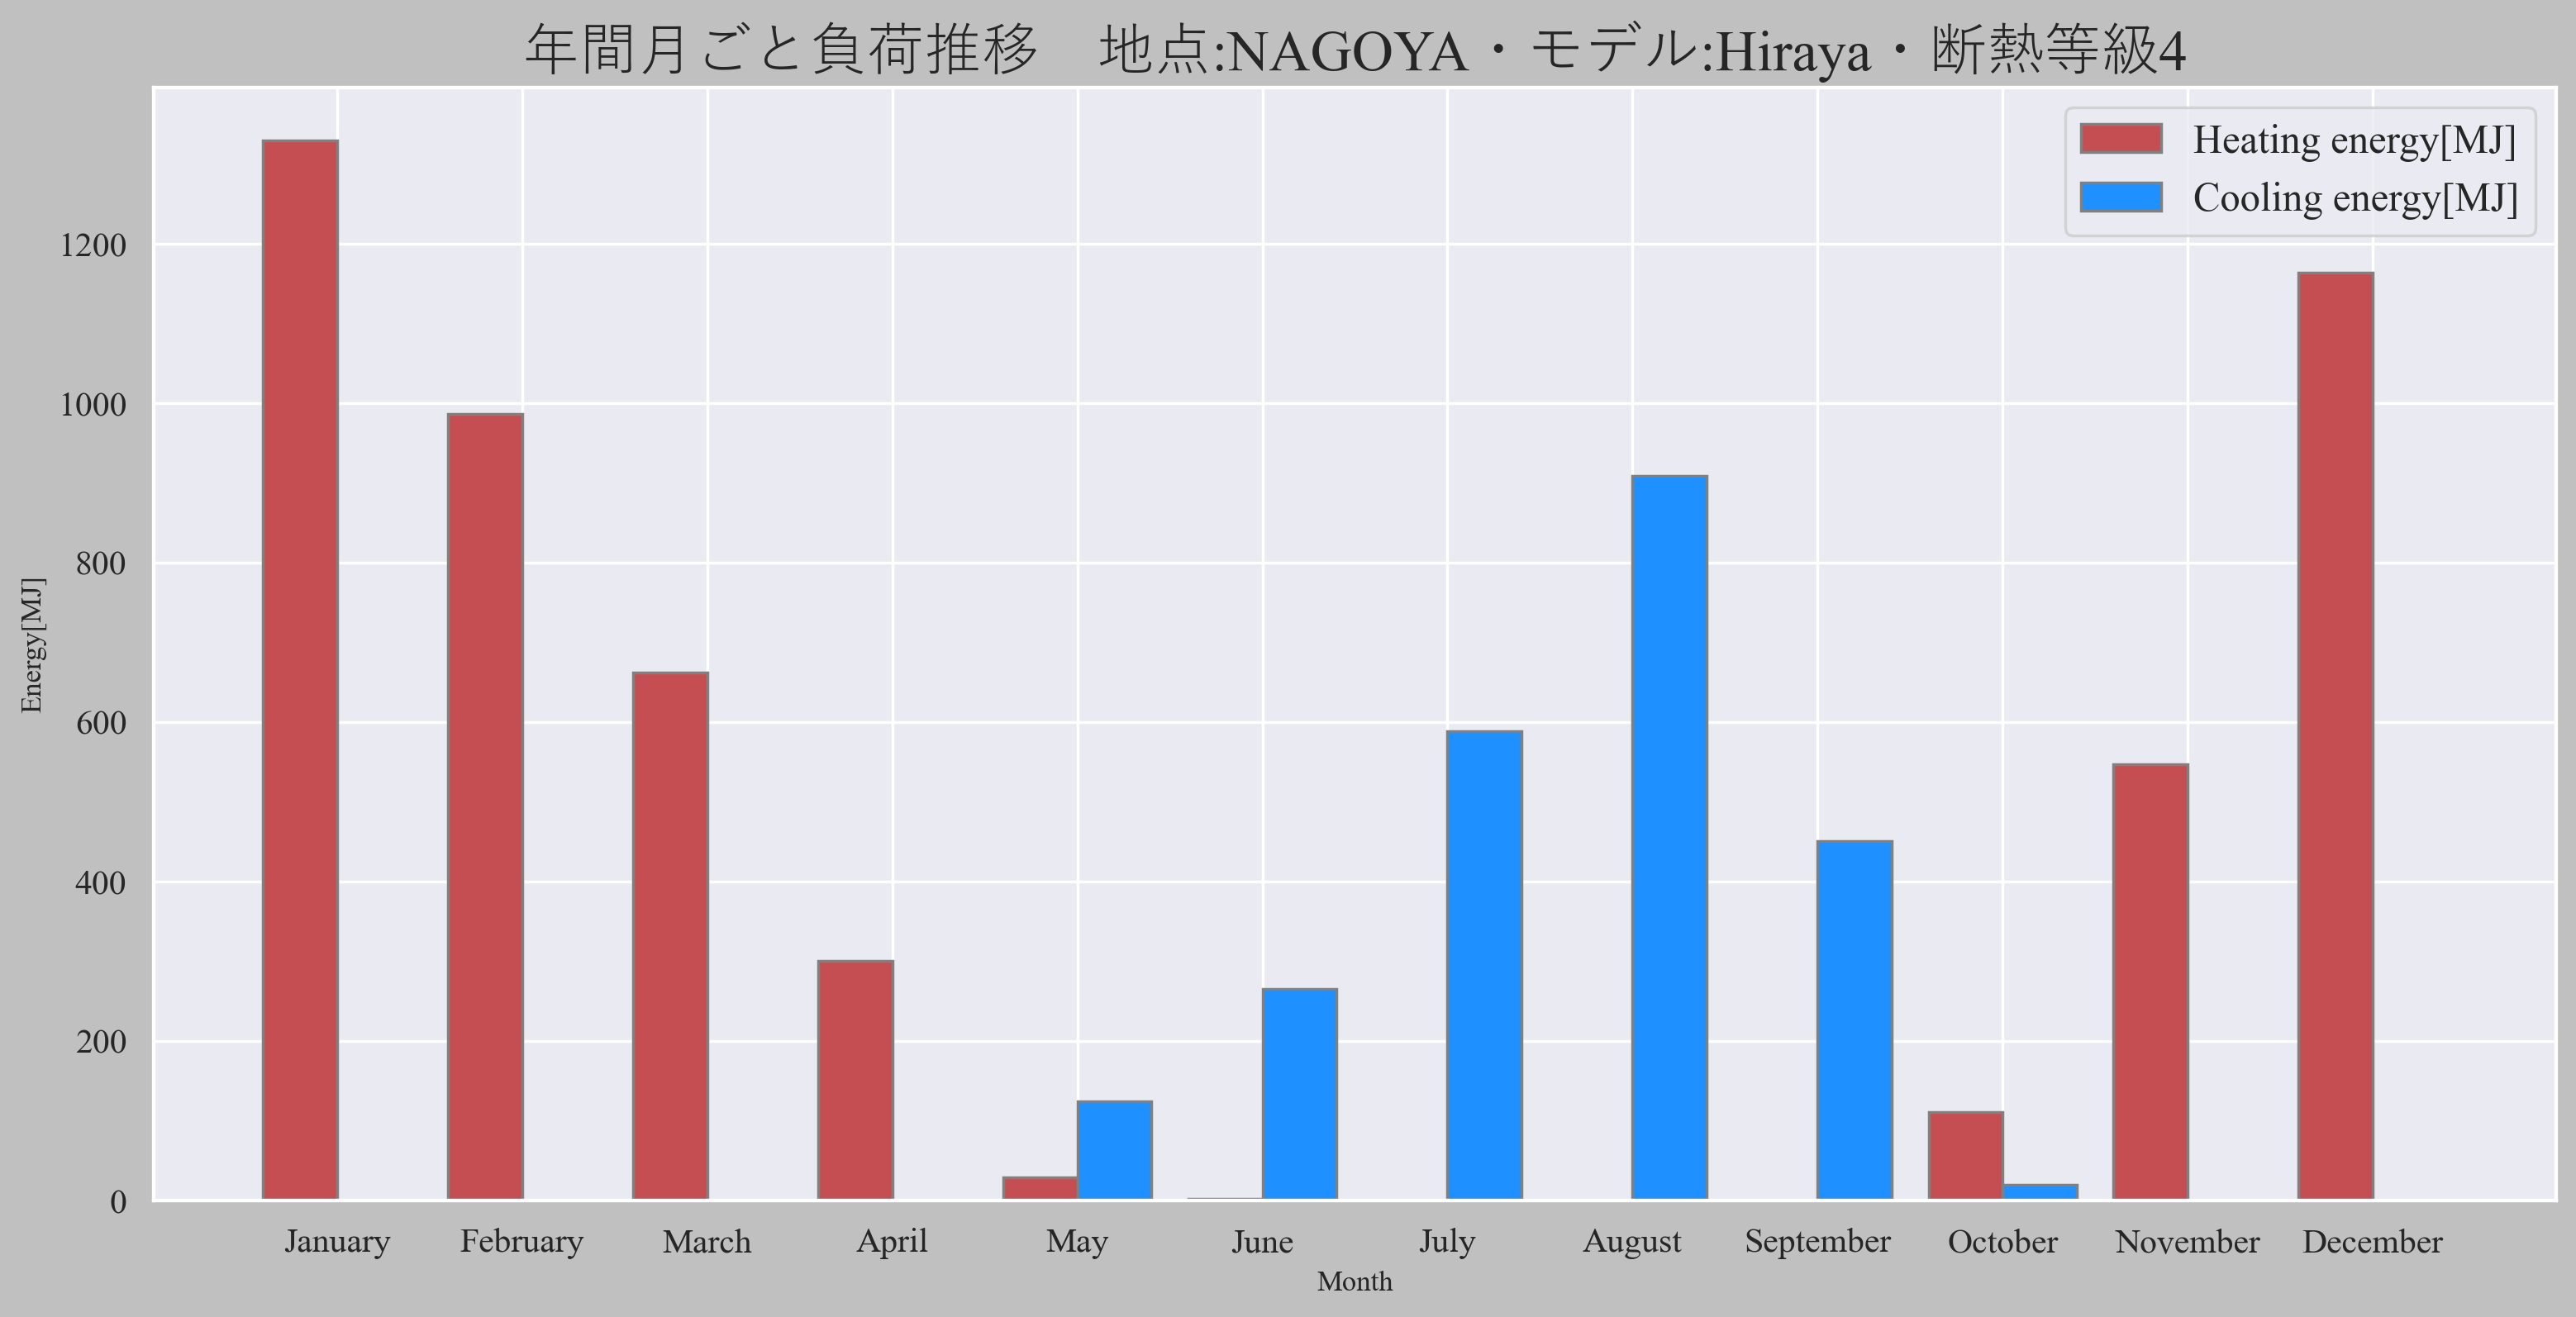 年間月ごと負荷推移　地点:NAGOYA・モデル:Hiraya・断熱等級4
Heating energy[MJ]
Cooling energy[MJ]
Energy[MJ]
1200
1000
800
600
400
200
0
January February March April May June July August September October November December
Month